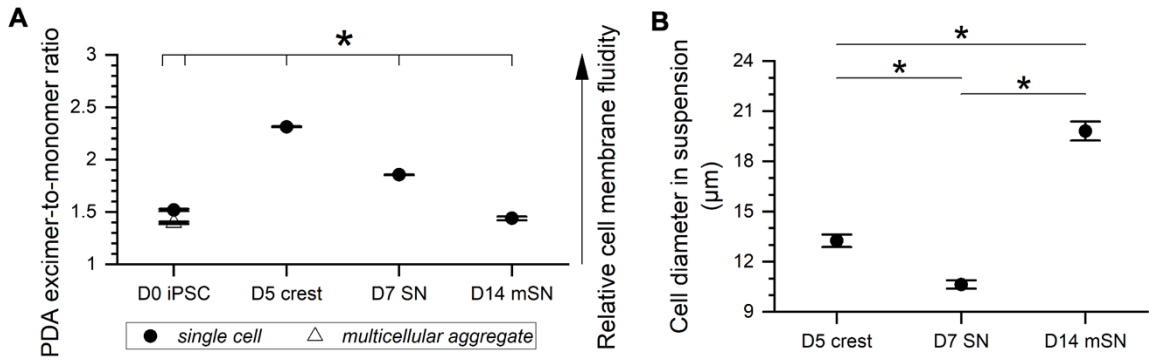 A
PDA excimer-to-monomer ratio
3
2.5
2
1.5
1
*
D0 iPSC
D5 crest
D7 SN
D14 mSN
single cell
multicellular aggregate
Relative cell membrane fluidity
B
Cell diameter in suspension
(μm)
24
21
18
15
12
9
*
*
*
D5 crest
D7 SN
D14 mSN